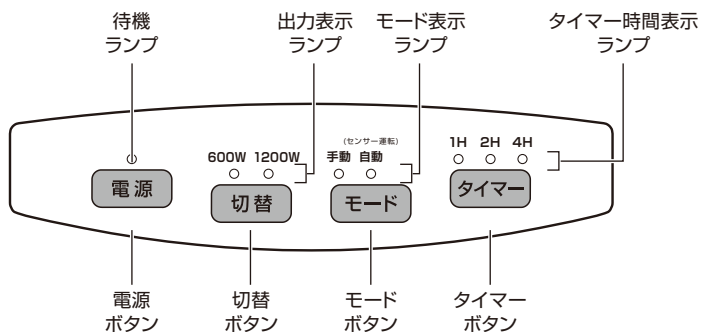 待機
ランプ
出力表示
ランプ
モード表示
ランプ
タイマー時間表示
ランプ
(センサー運転)
600W 1200W
手動 自動
1H 2H 4H
電源
切替
モード
タイマー
電源
ボタン
切替
ボタン
モード
ボタン
タイマー
ボタン